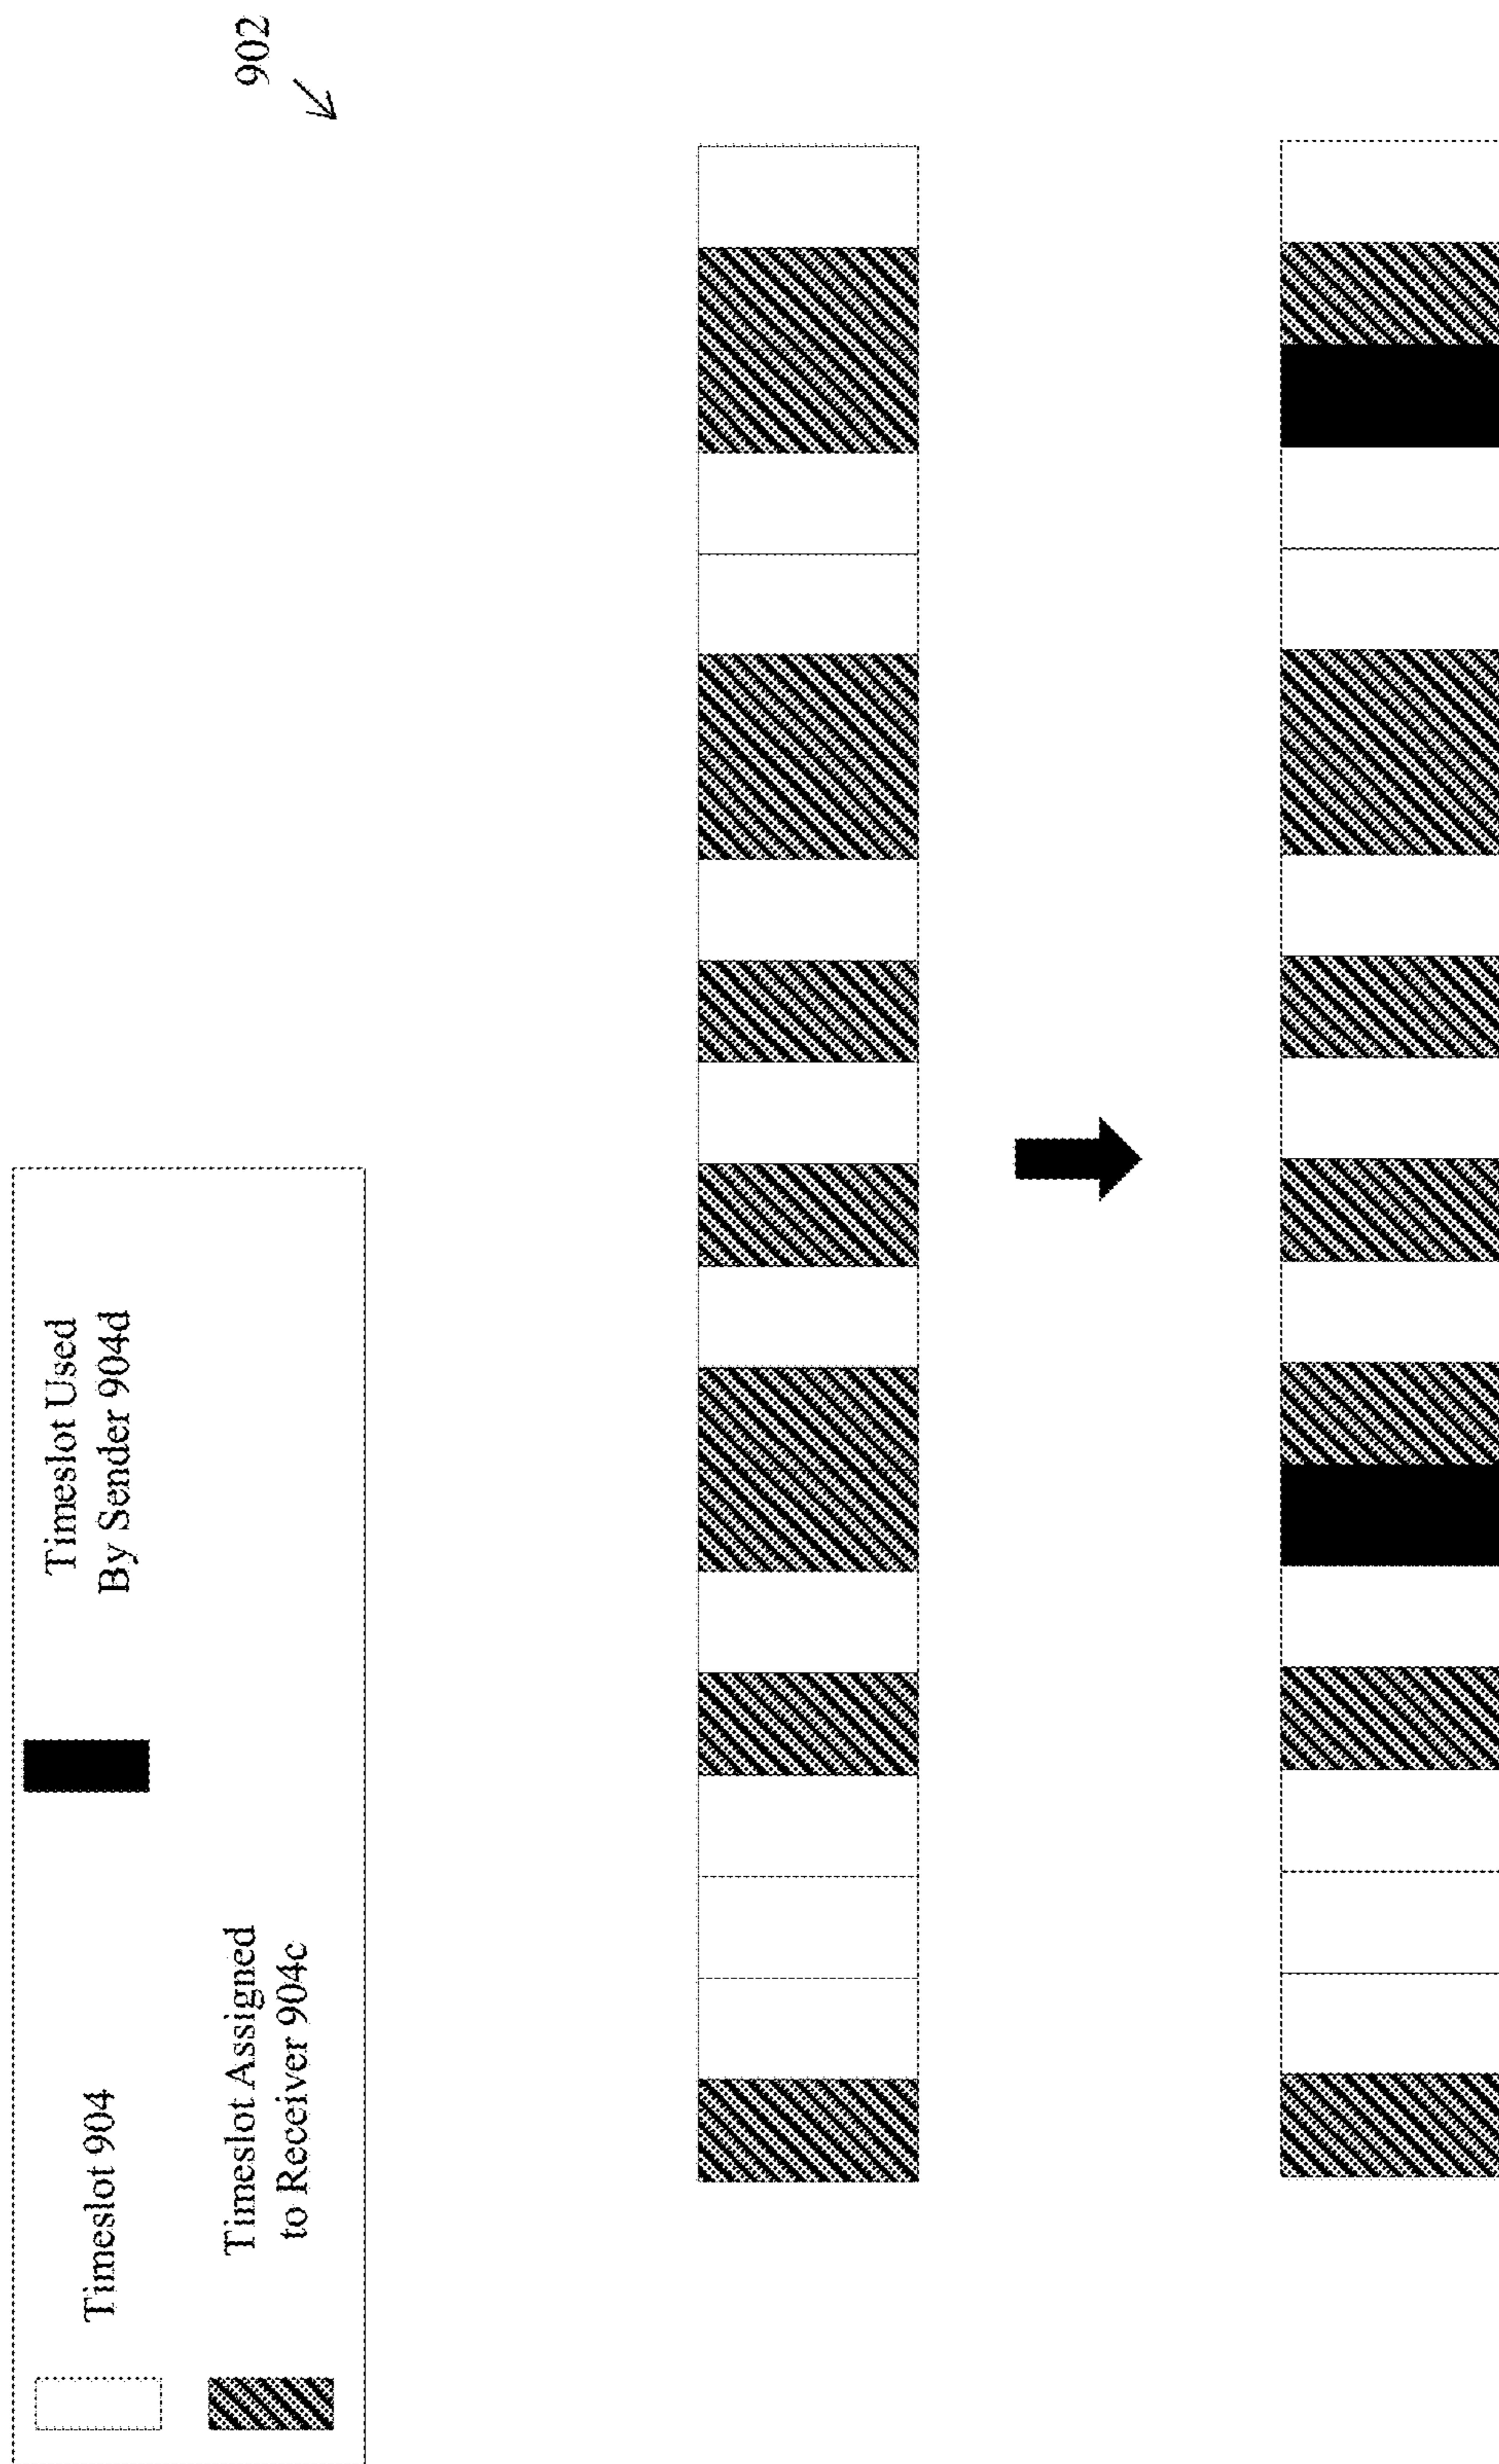 902
Timeslot 904
Timeslot Used
By Sender 904d
Timeslot Assigned
to Receiver 904c